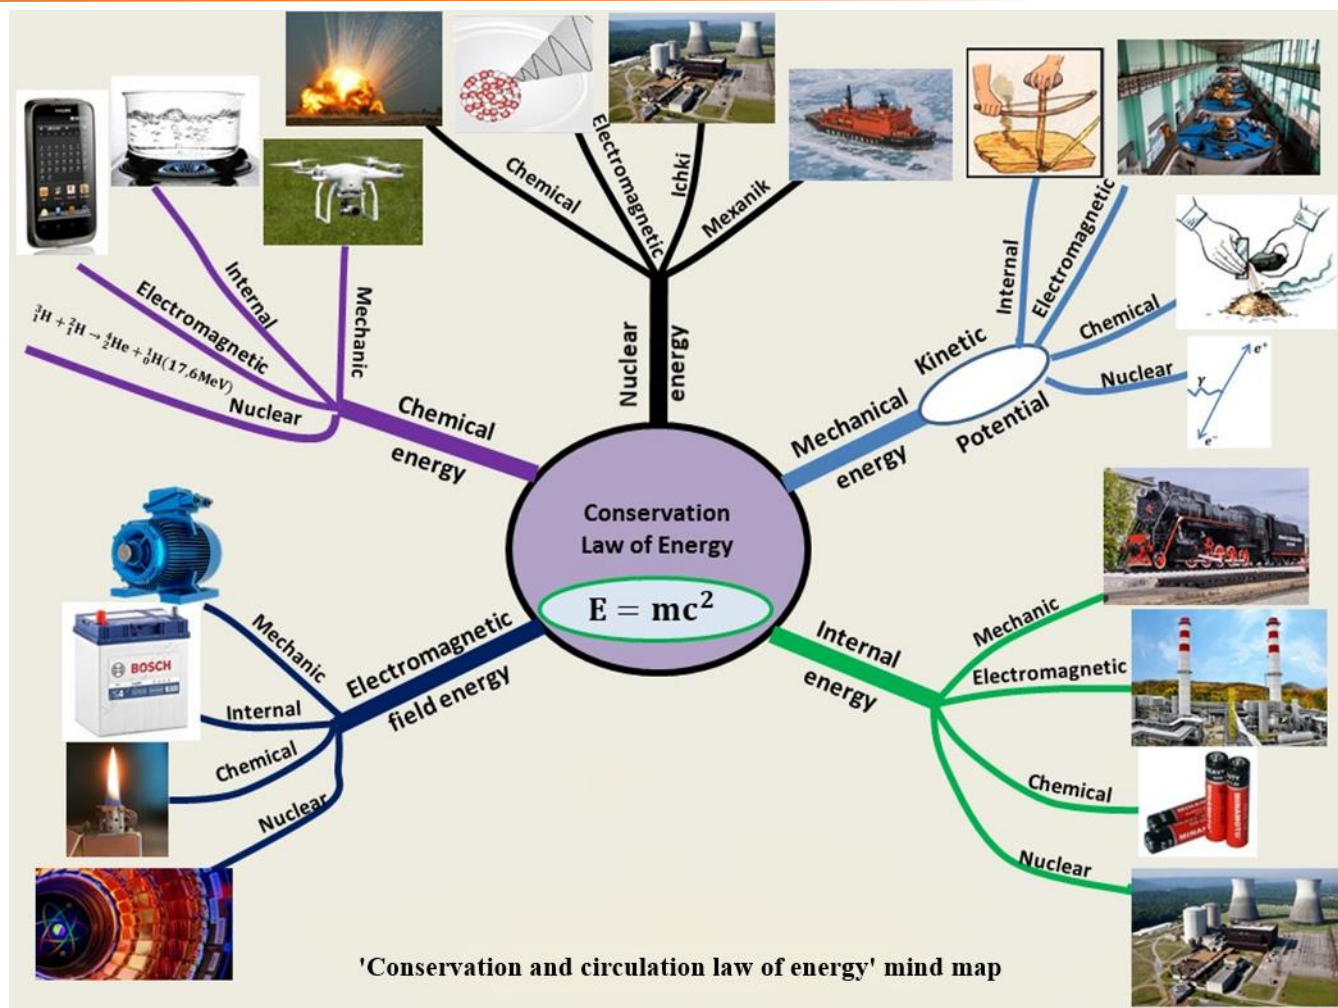 Chemical
Electromagnetic
Ichki
Mexanik
Nuclear
energy
Internal
Electromagnetic
Mechanic
³₁H + ²₁H → ⁴₂He + ¹₀H(17,6MeV)
Nuclear
Chemical
energy
Internal
Electromagnetic
Chemical
Nuclear
Kinetic
Potential
Mechanical
energy
e⁺
γ
e⁻
Conservation
Law of Energy
E = mc²
Mechanic
BOSCH
Internal
Chemical
Nuclear
Electromagnetic
field energy
Internal
energy
Mechanic
Electromagnetic
Chemical
Nuclear
'Conservation and circulation law of energy' mind map